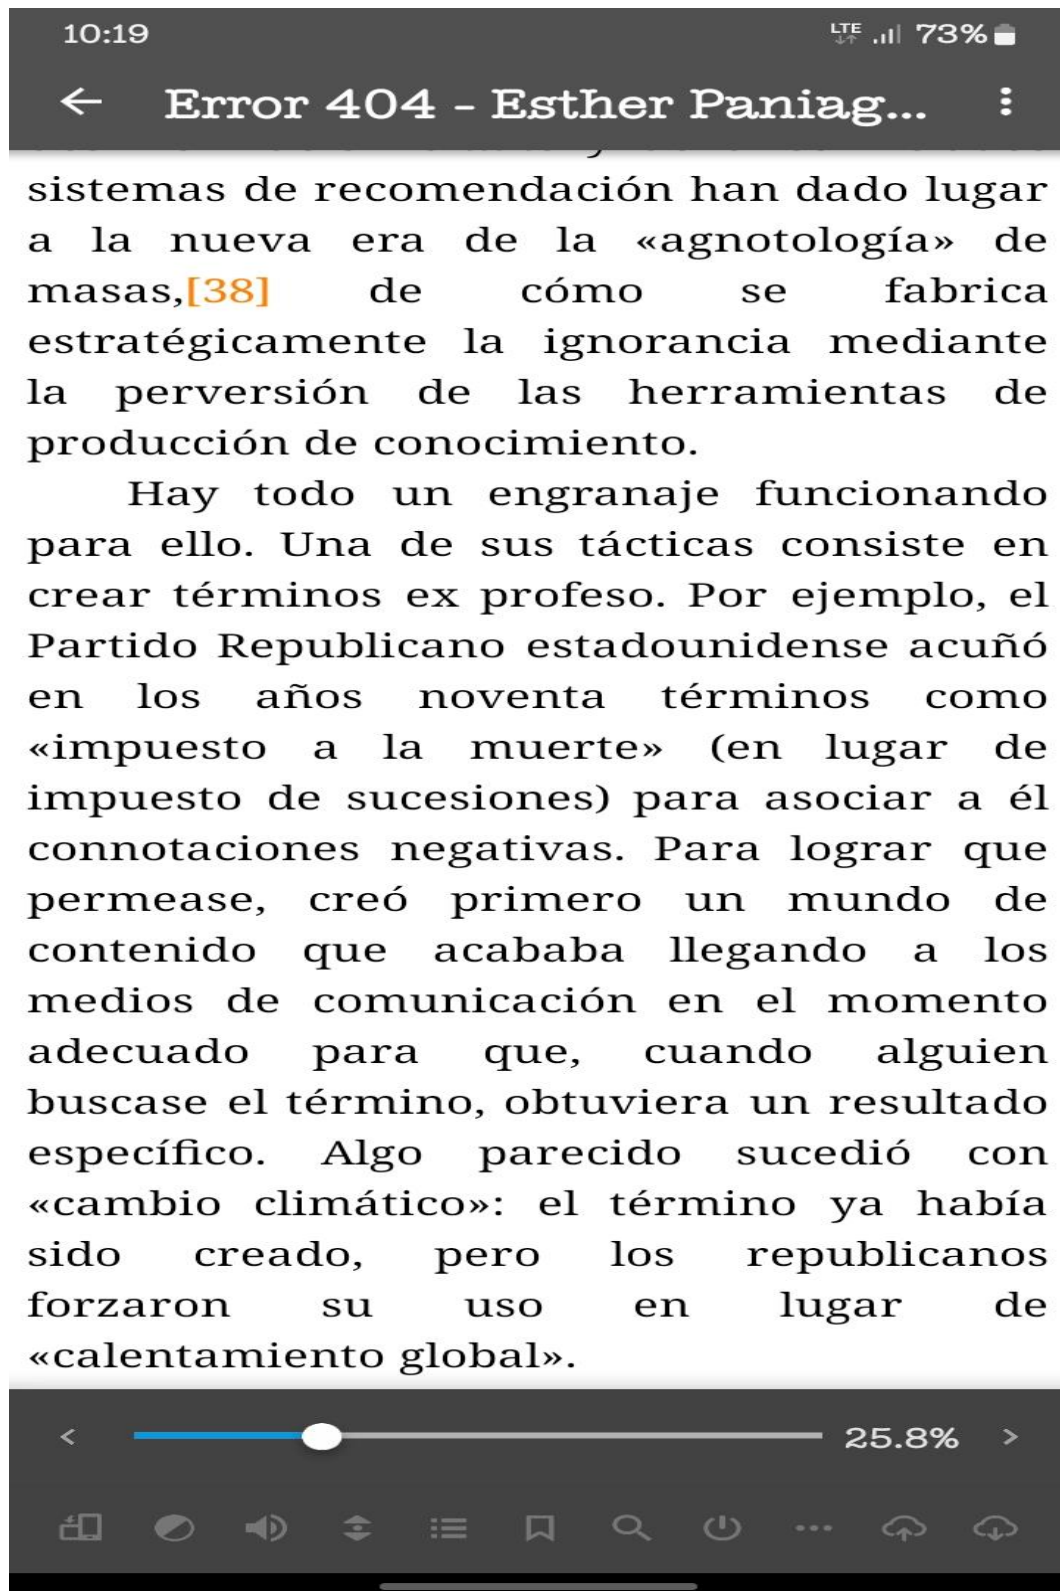 10:19
LTE 73%
Error 404 - Esther Paniag...
sistemas de recomendación han dado lugar
a la nueva era de la «agnotología» de
masas,[38] de cómo se fabrica
estratégicamente la ignorancia mediante
la perversión de las herramientas de
producción de conocimiento.
Hay todo un engranaje funcionando
para ello. Una de sus tácticas consiste en
crear términos ex profeso. Por ejemplo, el
Partido Republicano estadounidense acuñó
en los años noventa términos como
«impuesto a la muerte» (en lugar de
impuesto de sucesiones) para asociar a él
connotaciones negativas. Para lograr que
permease, creó primero un mundo de
contenido que acababa llegando a los
medios de comunicación en el momento
adecuado para que, cuando alguien
buscase el término, obtuviera un resultado
específico. Algo parecido sucedió con
«cambio climático»: el término ya había
sido creado, pero los republicanos
forzaron su uso en lugar de
«calentamiento global».
25.8%